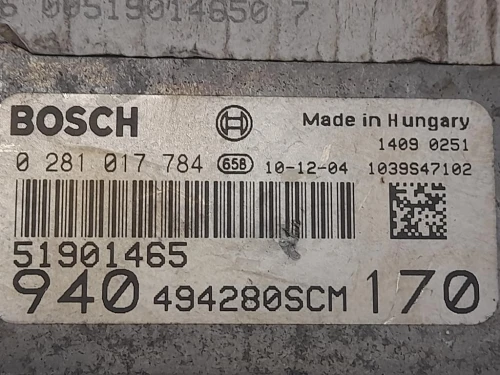 6 00519014650 7
BOSCH Made in Hungary
1409 0251
0 281 017 784 658 10-12-04 1039S47102
51901465
940 494280SCM 170